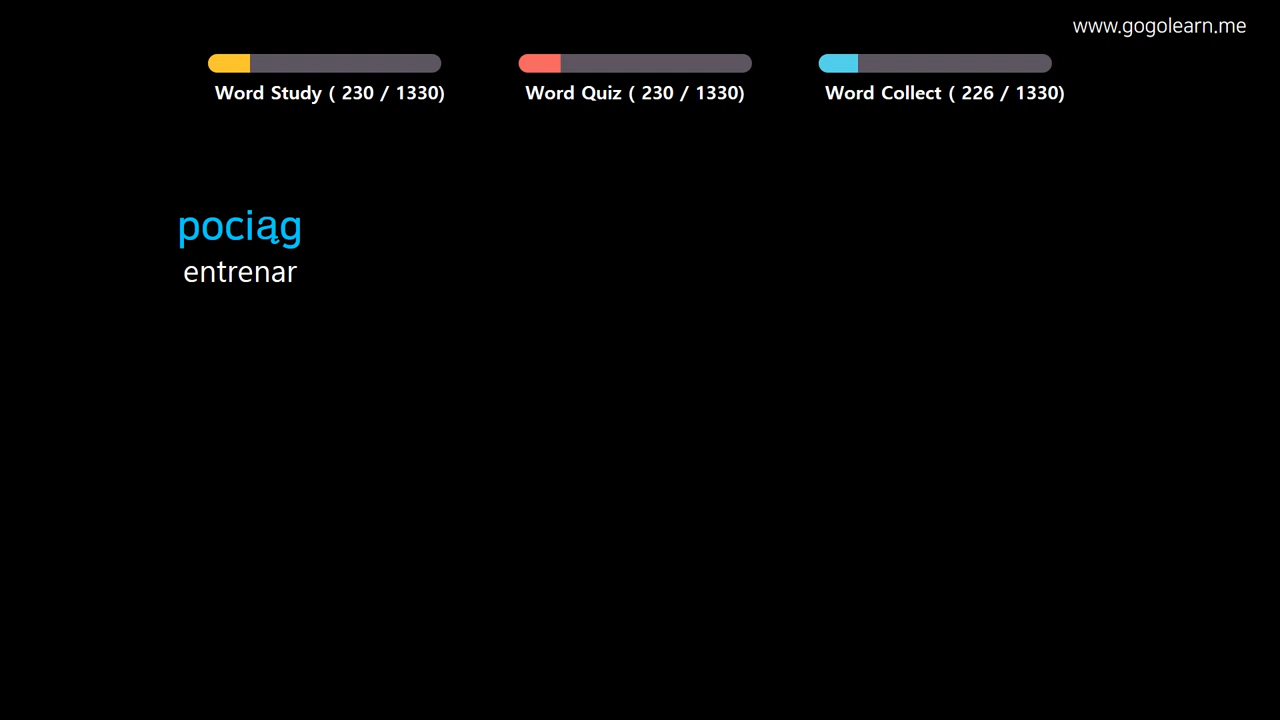 www.gogolearn.me
Word Study ( 230 / 1330)
Word Quiz ( 230 / 1330)
Word Collect ( 226 / 1330)
pociąg
entrenar